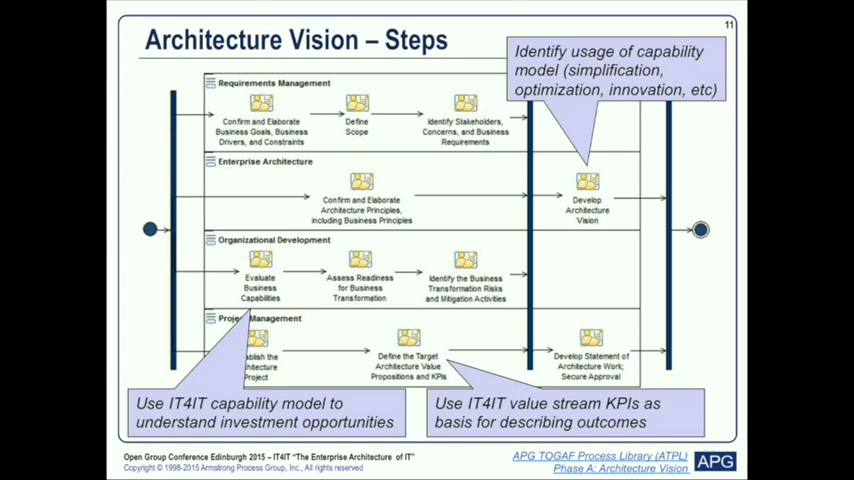 11
Architecture Vision – Steps
Identify usage of capability
model (simplification,
optimization, innovation, etc)
Requirements Management
Confirm and Elaborate
Business Goals, Business
Drivers, and Constraints
Define
Scope
Identify Stakeholders,
Concerns, and Business
Requirements
Enterprise Architecture
Confirm and Elaborate
Architecture Principles,
including Business Principles
Develop
Architecture
Vision
Organizational Development
Evaluate
Business
Capabilities
Assess Readiness
for Business
Transformation
Identify the Business
Transformation Risks
and Mitigation Activities
Management
the
Project
Define the Target
Architecture Value
Propositions and KPIs
Develop Statement of
Architecture Work;
Secure Approval
Use IT4IT capability model to
understand investment opportunities
Use IT4IT value stream KPIs as
basis for describing outcomes
Open Group Conference Edinburgh 2015 – IT4IT "The Enterprise Architecture of IT"
Copyright © 1998-2015 Armstrong Process Group, Inc., All rights reserved
APG TOGAF Process Library (ATPL)
Phase A: Architecture Vision
APG